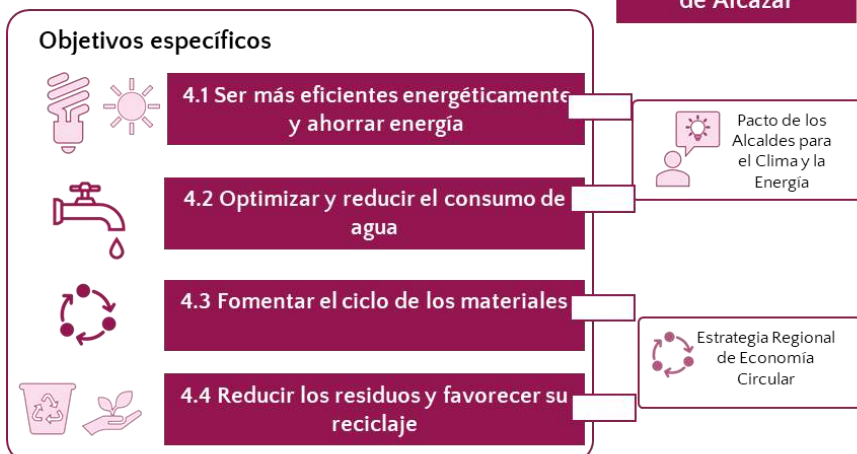 de Alcázar
Objetivos específicos
4.1 Ser más eficientes energéticamente
y ahorrar energía
Pacto de los
Alcaldes para
el Clima y la
Energía
4.2 Optimizar y reducir el consumo de
agua
4.3 Fomentar el ciclo de los materiales
Estrategia Regional
de Economía
Circular
4.4 Reducir los residuos y favorecer su
reciclaje